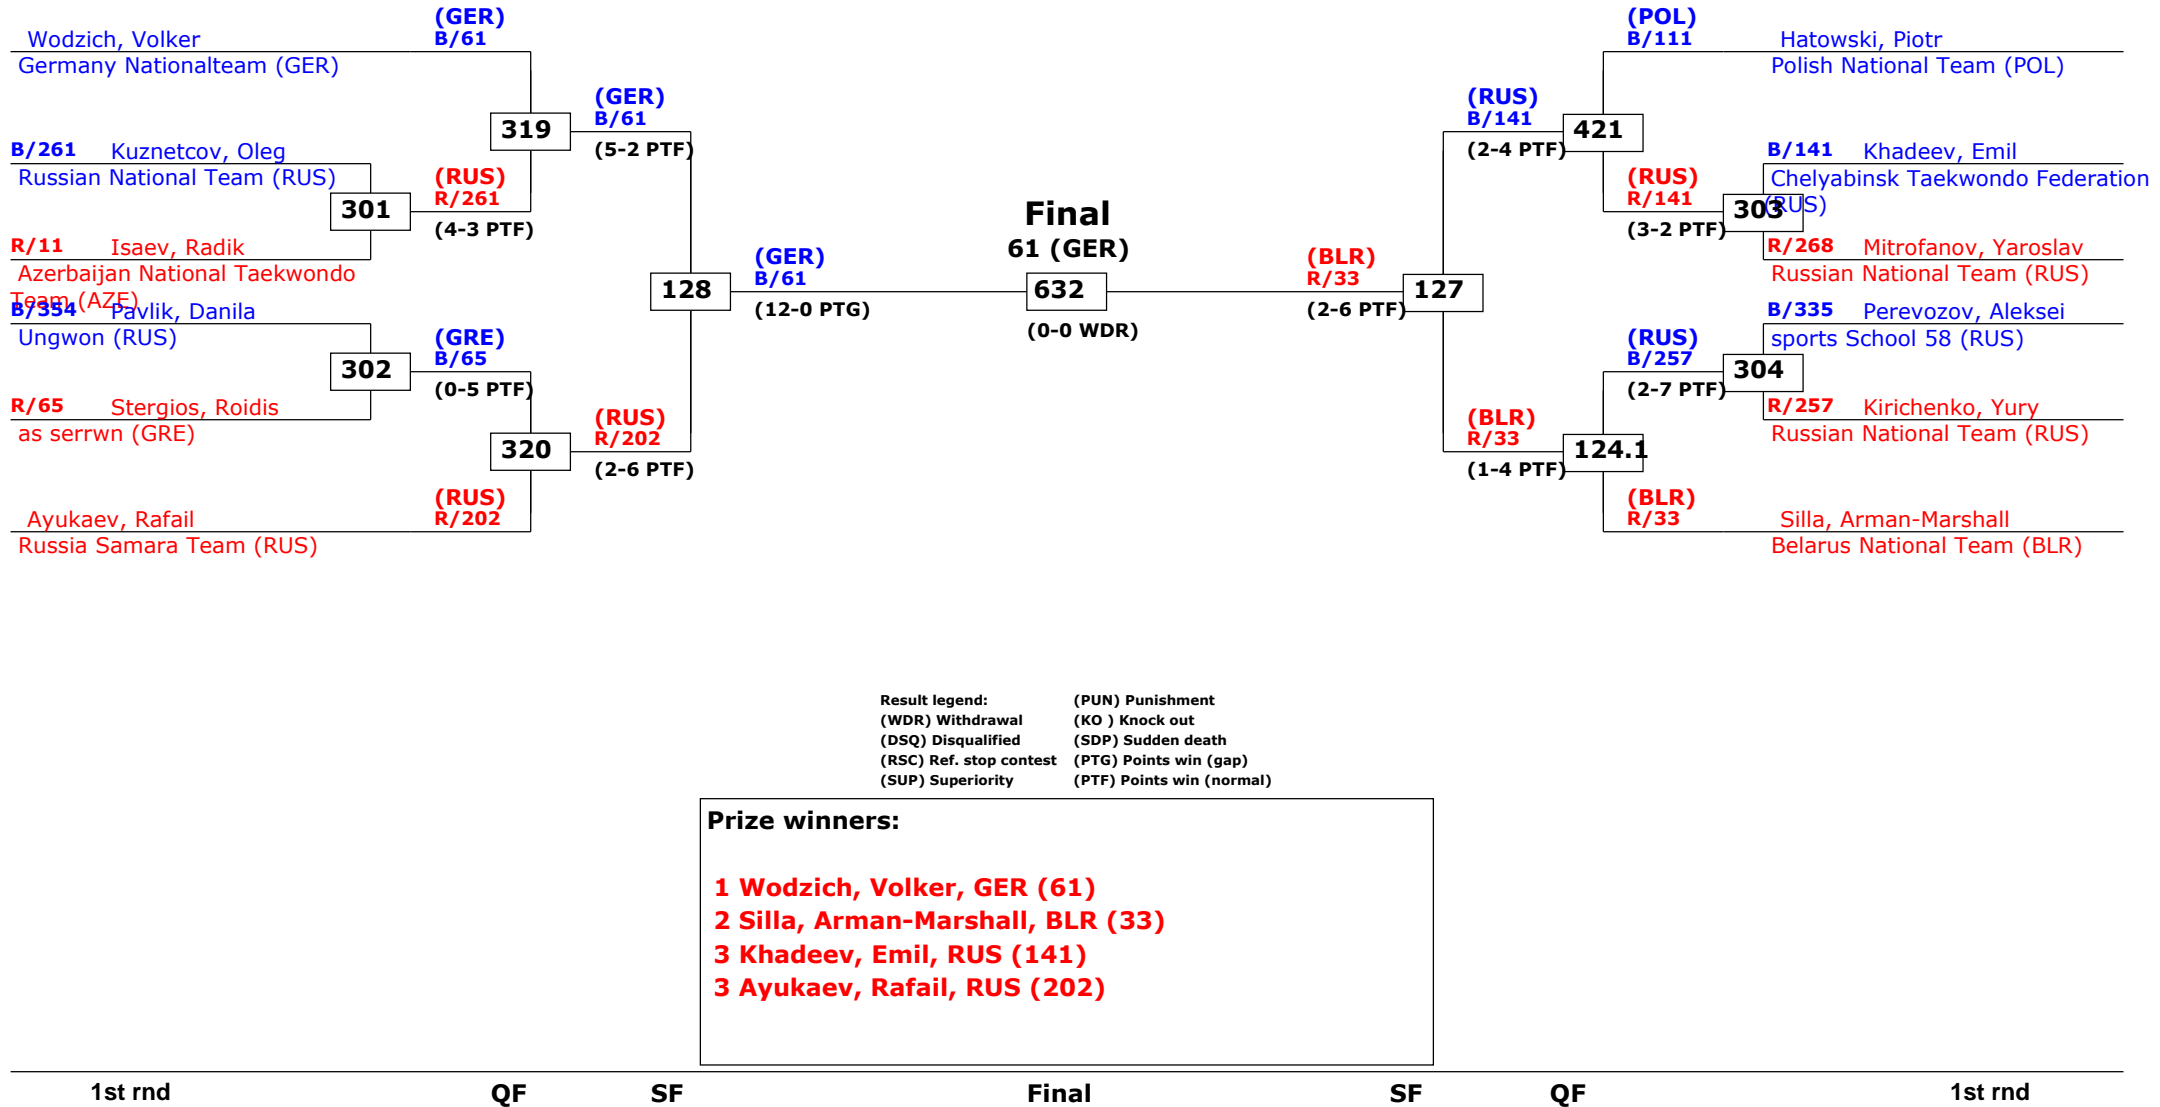 (GER)
B/61
Wodzich, Volker
Germany Nationalteam (GER)
(GER)
B/61
319
(5-2 PTF)
B/261 Kuznetcov, Oleg
Russian National Team (RUS)
(RUS)
R/261
301
(4-3 PTF)
R/11 Isaev, Radik
Azerbaijan National Taekwondo
Team (AZE)
(GER)
B/61
128
(12-0 PTG)
B/354 Pavlik, Danila
Ungwon (RUS)
(GRE)
B/65
302
(0-5 PTF)
R/65 Stergios, Roidis
as serrwn (GRE)
(RUS)
R/202
320
(2-6 PTF)
(RUS)
R/202
Ayukaev, Rafail
Russia Samara Team (RUS)
Final
61 (GER)
632
(0-0 WDR)
(POL)
B/111
Hatowski, Piotr
Polish National Team (POL)
(RUS)
B/141
421
(2-4 PTF)
B/141 Khadeev, Emil
Chelyabinsk Taekwondo Federation
(RUS)
(RUS)
R/141
303
(3-2 PTF)
R/268 Mitrofanov, Yaroslav
Russian National Team (RUS)
(BLR)
R/33
127
(2-6 PTF)
B/335 Perevozov, Aleksei
sports School 58 (RUS)
(RUS)
B/257
304
(2-7 PTF)
R/257 Kirichenko, Yury
Russian National Team (RUS)
(BLR)
R/33
124.1
(1-4 PTF)
(BLR)
R/33
Silla, Arman-Marshall
Belarus National Team (BLR)
Result legend: (PUN) Punishment
(WDR) Withdrawal (KO ) Knock out
(DSQ) Disqualified (SDP) Sudden death
(RSC) Ref. stop contest (PTG) Points win (gap)
(SUP) Superiority (PTF) Points win (normal)
Prize winners:
1 Wodzich, Volker, GER (61)
2 Silla, Arman-Marshall, BLR (33)
3 Khadeev, Emil, RUS (141)
3 Ayukaev, Rafail, RUS (202)
1st rnd QF SF Final SF QF 1st rnd